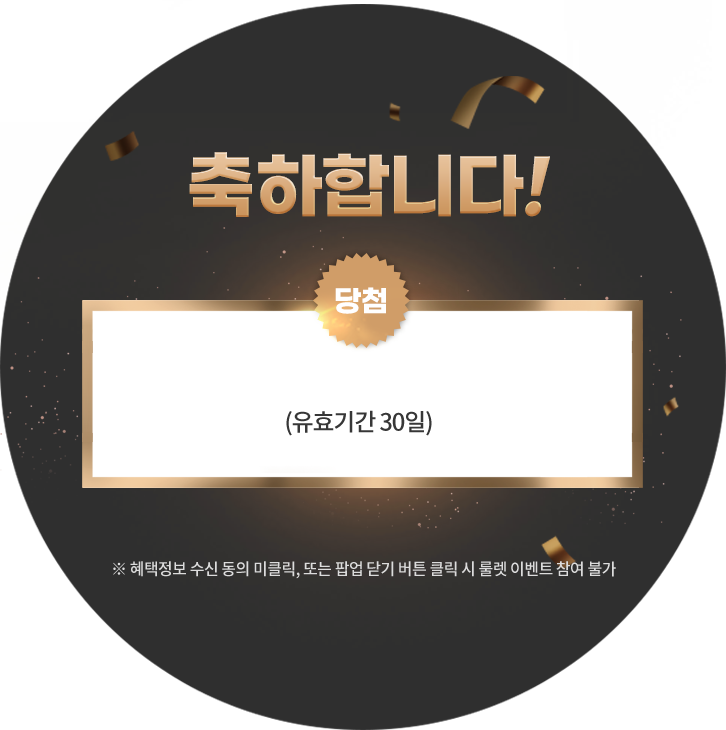 축하합니다!
당첨
(유효기간 30일)
※ 혜택정보 수신 동의 미클릭, 또는 팝업 닫기 버튼 클릭 시 룰렛 이벤트 참여 불가